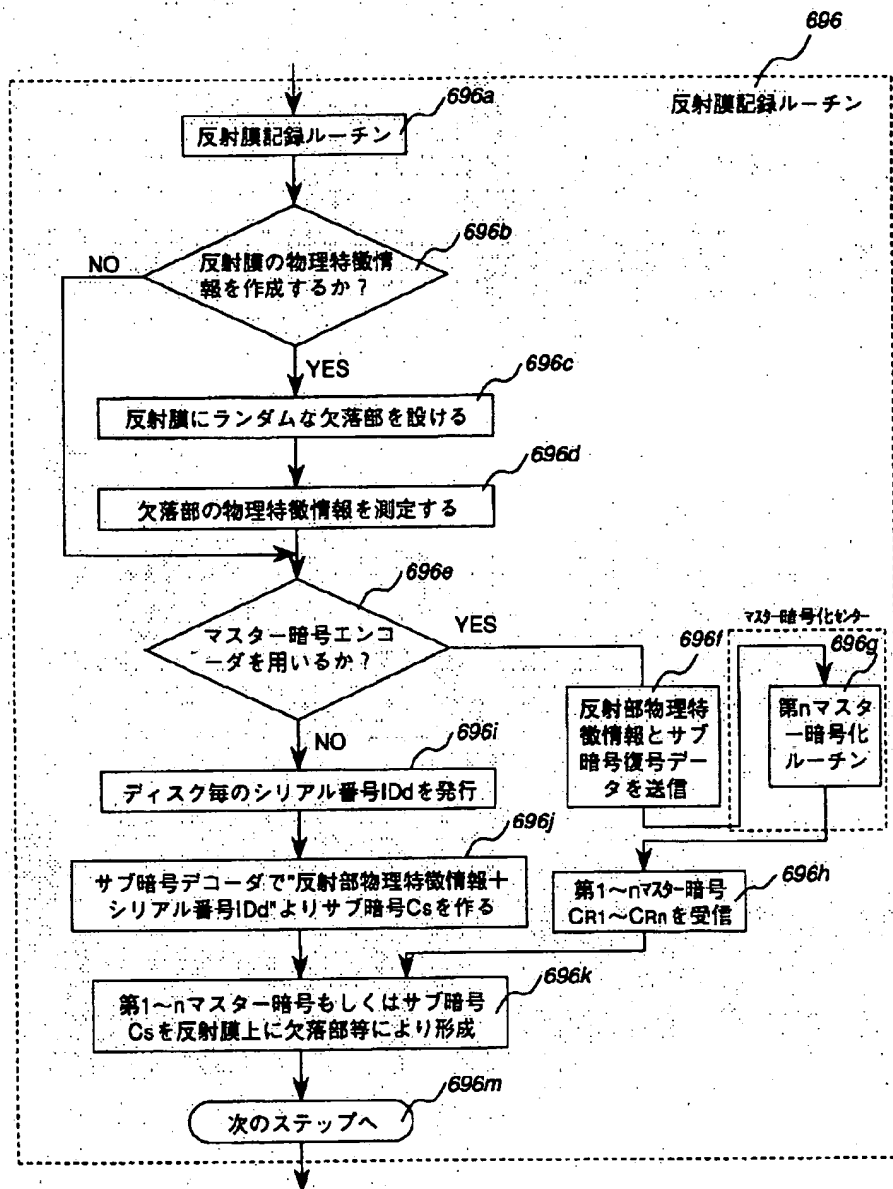 696
反射膜記録ルーチン
696a
反射膜記録ルーチン
696b
反射膜の物理特徴情
報を作成するか？
NO
YES
696c
反射膜にランダムな欠落部を設ける
696d
欠落部の物理特徴情報を測定する
696e
マスター暗号エンコ
ーダを用いるか？
YES
NO
696f
反射部物理特
徴情報とサブ
暗号復号デー
タを送信
マスター暗号化センター
696g
第nマスタ
ー暗号化
ルーチン
696h
第1〜nマスター暗号
CR1〜CRnを受信
696i
ディスク毎のシリアル番号IDdを発行
696j
サブ暗号デコーダで"反射部物理特徴情報＋
シリアル番号IDd"よりサブ暗号Csを作る
696k
第1〜nマスター暗号もしくはサブ暗号
Csを反射膜上に欠落部等により形成
696m
次のステップへ